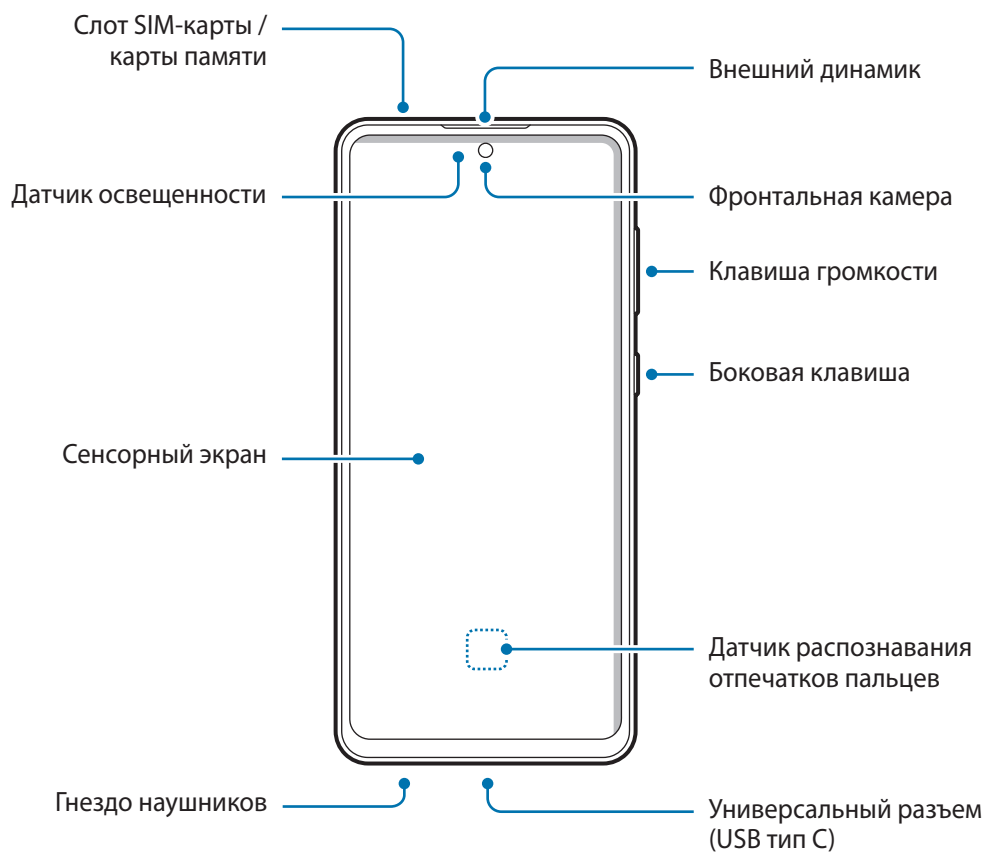 Слот SIM-карты /
карты памяти
Внешний динамик
Датчик освещенности
Фронтальная камера
Клавиша громкости
Боковая клавиша
Сенсорный экран
Датчик распознавания
отпечатков пальцев
Гнездо наушников
Универсальный разъем
(USB тип C)